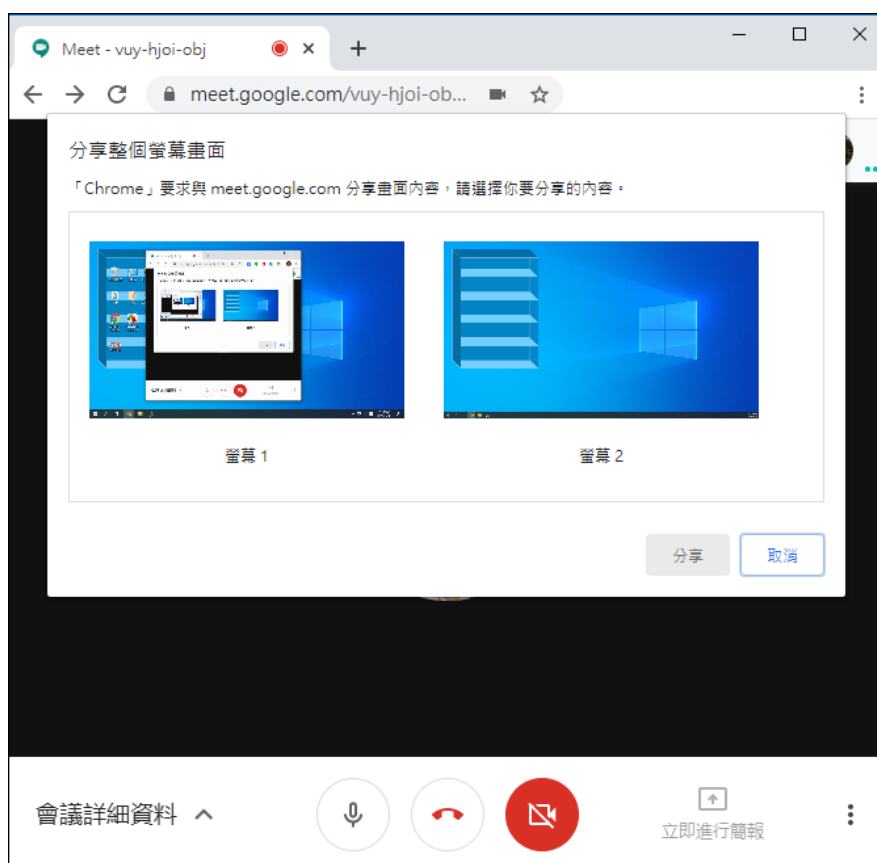 Meet - vuy-hjoi-obj
meet.google.com/vuy-hjoi-ob...
分享整個螢幕畫面
「Chrome」要求與 meet.google.com 分享畫面內容，請選擇你要分享的內容。
螢幕 1
螢幕 2
分享
取消
會議詳細資料
立即進行簡報